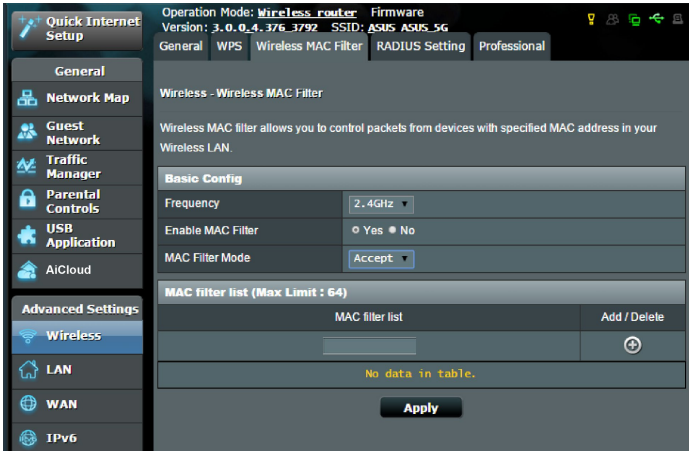 Quick Internet
Setup
Operation Mode: Wireless router Firmware
Version: 3.0.0.4.376_3792 SSID: ASUS ASUS_5G
General WPS Wireless MAC Filter RADIUS Setting Professional
General
Network Map
Guest
Network
Traffic
Manager
Parental
Controls
USB
Application
AiCloud
Advanced Settings
Wireless
LAN
WAN
IPv6
Wireless - Wireless MAC Filter
Wireless MAC filter allows you to control packets from devices with specified MAC address in your
Wireless LAN.
Basic Config
Frequency 2.4GHz
Enable MAC Filter Yes No
MAC Filter Mode Accept
MAC filter list (Max Limit : 64)
MAC filter list Add / Delete
No data in table.
Apply